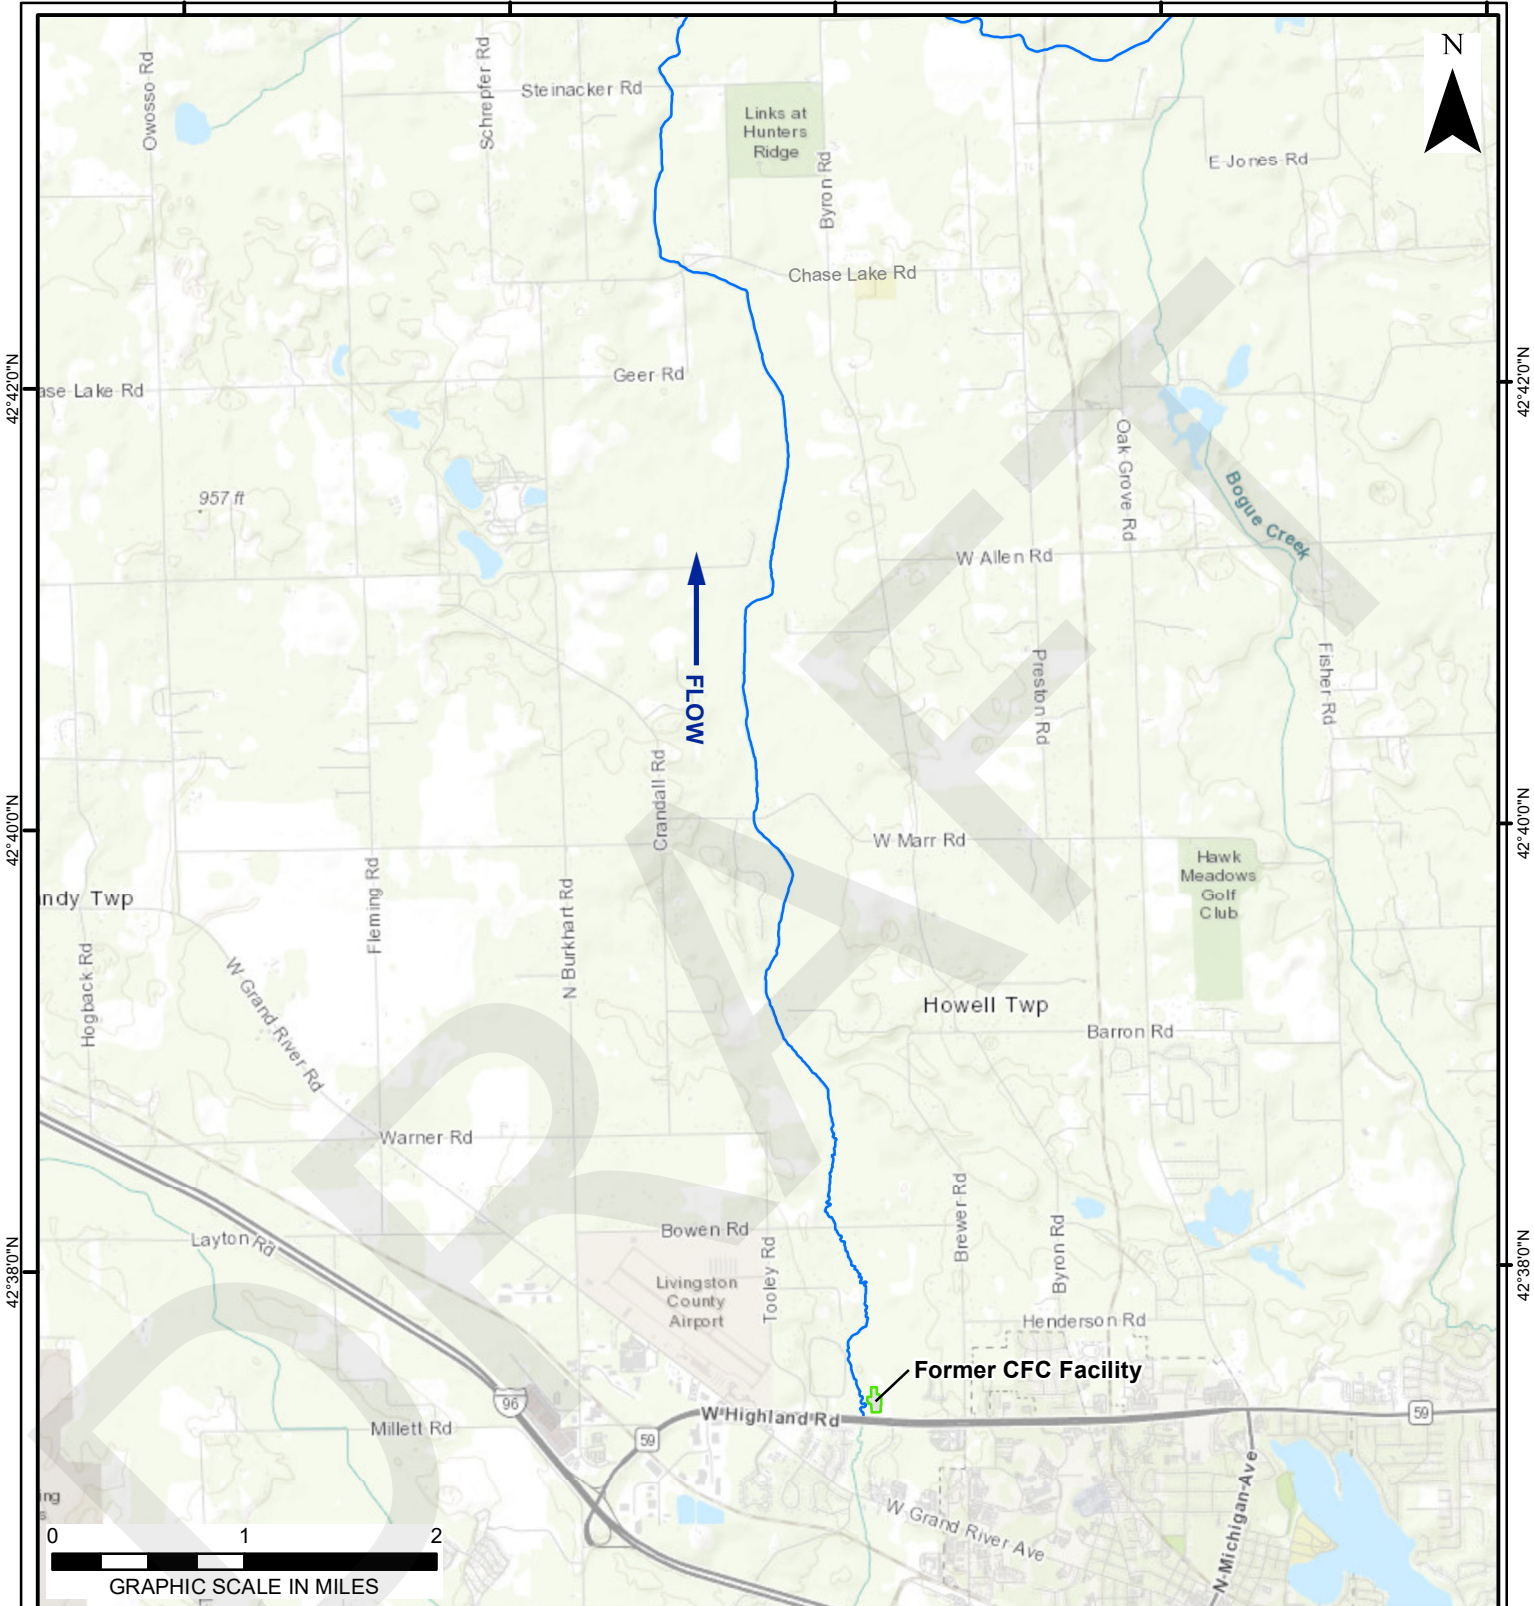 N
Owosso Rd
Schrepfer Rd
Steinacker Rd
Links at
Hunters
Ridge
Byron Rd
E Jones Rd
Chase Lake Rd
42°42'0"N
42°42'0"N
ase Lake Rd
Geer Rd
Oak Grove Rd
Bogue Creek
957 ft
W Allen Rd
FLOW
Preston Rd
Fisher Rd
Crandall Rd
42°40'0"N
42°40'0"N
W Marr Rd
Hawk
Meadows
Golf
Club
ndy Twp
Fleming Rd
N Burkhart Rd
Hogback Rd
W Grand River Rd
Howell Twp
Barron Rd
Warner Rd
DRAFT
Layton Rd
Bowen Rd
Tooley Rd
Brewer Rd
Byron Rd
42°38'0"N
42°38'0"N
Livingston
County
Airport
Henderson Rd
Former CFC Facility
96
W Highland Rd
59
59
Millett Rd
ng
s
W Grand River Ave
N Michigan Ave
0 1 2
GRAPHIC SCALE IN MILES